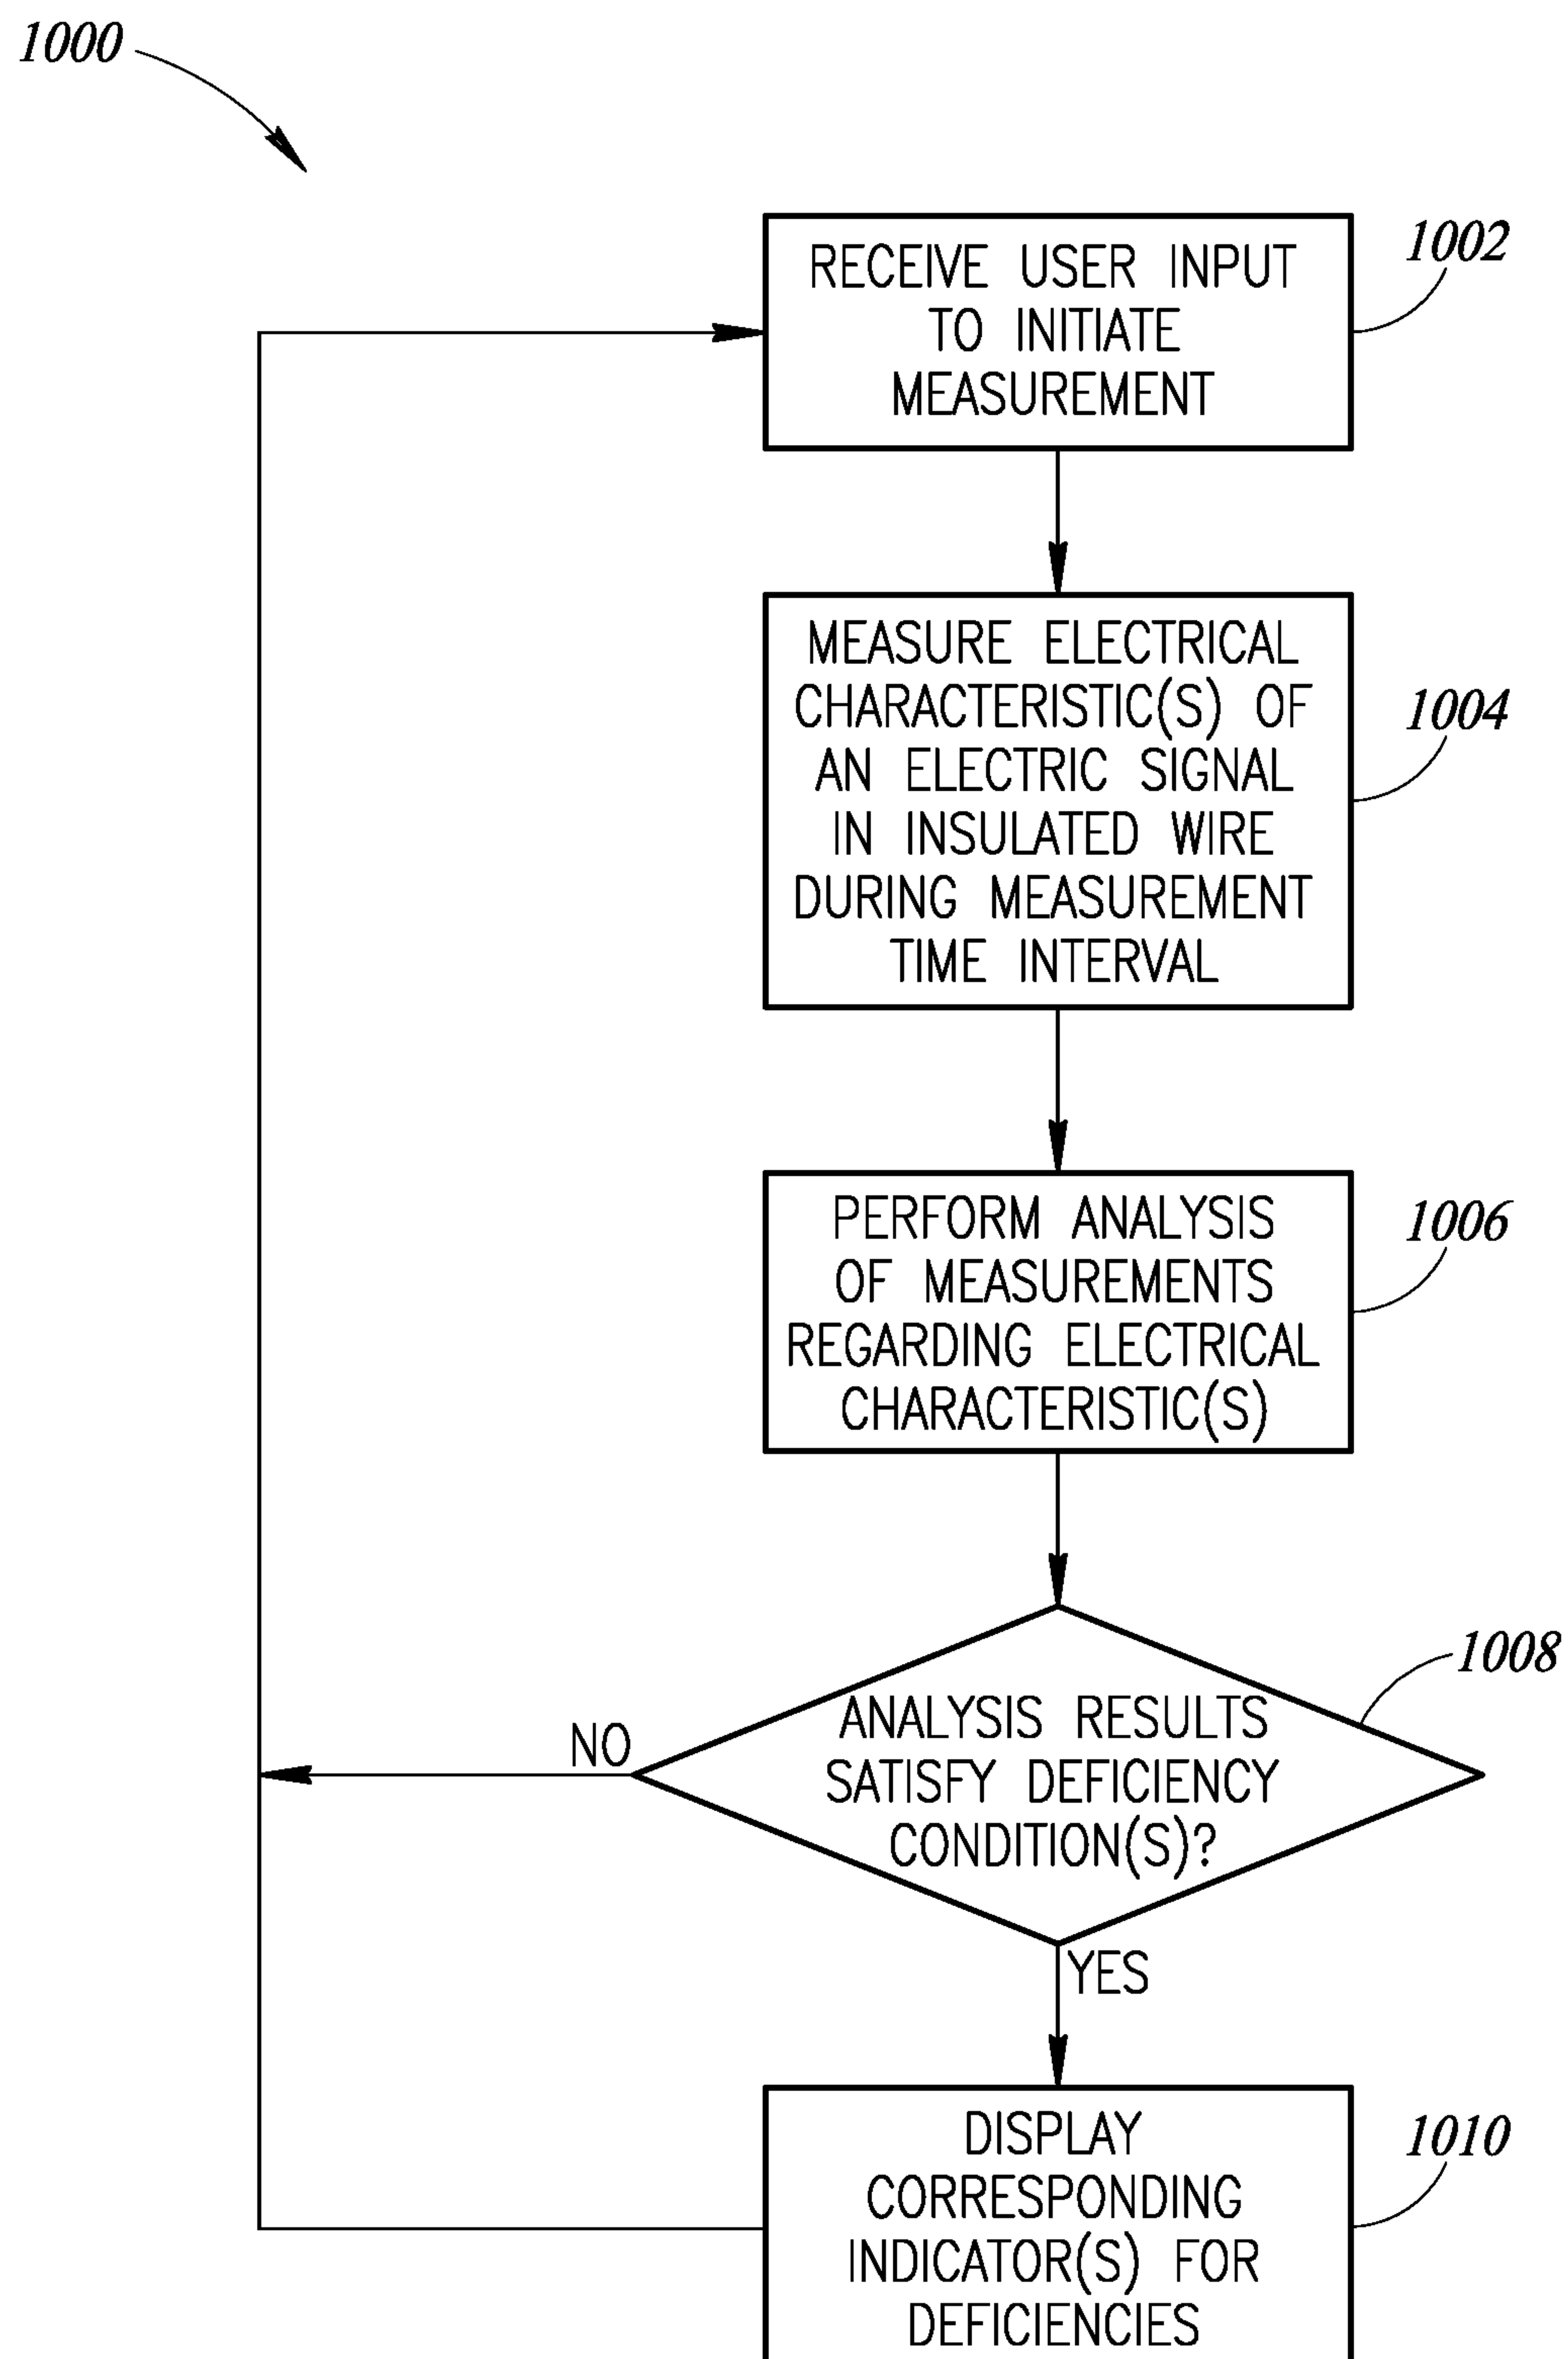 1000
RECEIVE USER INPUT
TO INITIATE
MEASUREMENT
1002
MEASURE ELECTRICAL
CHARACTERISTIC(S) OF
AN ELECTRIC SIGNAL
IN INSULATED WIRE
DURING MEASUREMENT
TIME INTERVAL
1004
PERFORM ANALYSIS
OF MEASUREMENTS
REGARDING ELECTRICAL
CHARACTERISTIC(S)
1006
ANALYSIS RESULTS
SATISFY DEFICIENCY
CONDITION(S)?
1008
NO
YES
DISPLAY
CORRESPONDING
INDICATOR(S) FOR
DEFICIENCIES
1010